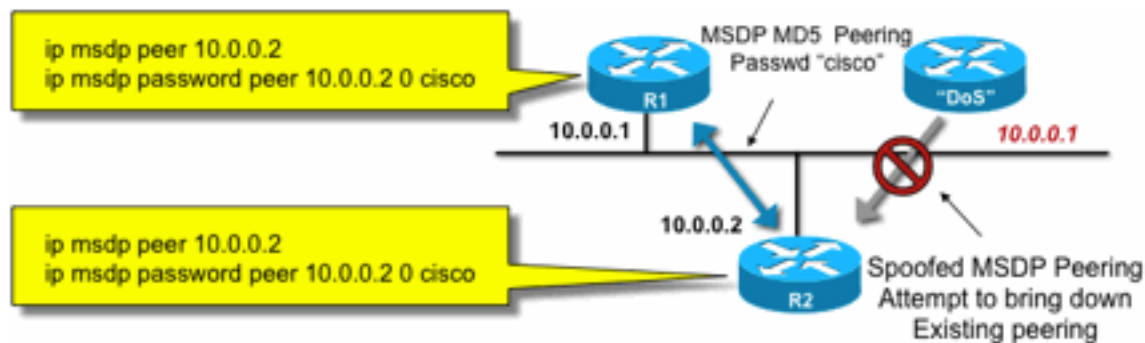 ip msdp peer 10.0.0.2
ip msdp password peer 10.0.0.2 0 cisco
MSDP MD5 Peering
Passwd "cisco"
R1
"DoS"
10.0.0.1
10.0.0.1
ip msdp peer 10.0.0.2
ip msdp password peer 10.0.0.2 0 cisco
10.0.0.2
R2
Spoofed MSDP Peering
Attempt to bring down
Existing peering